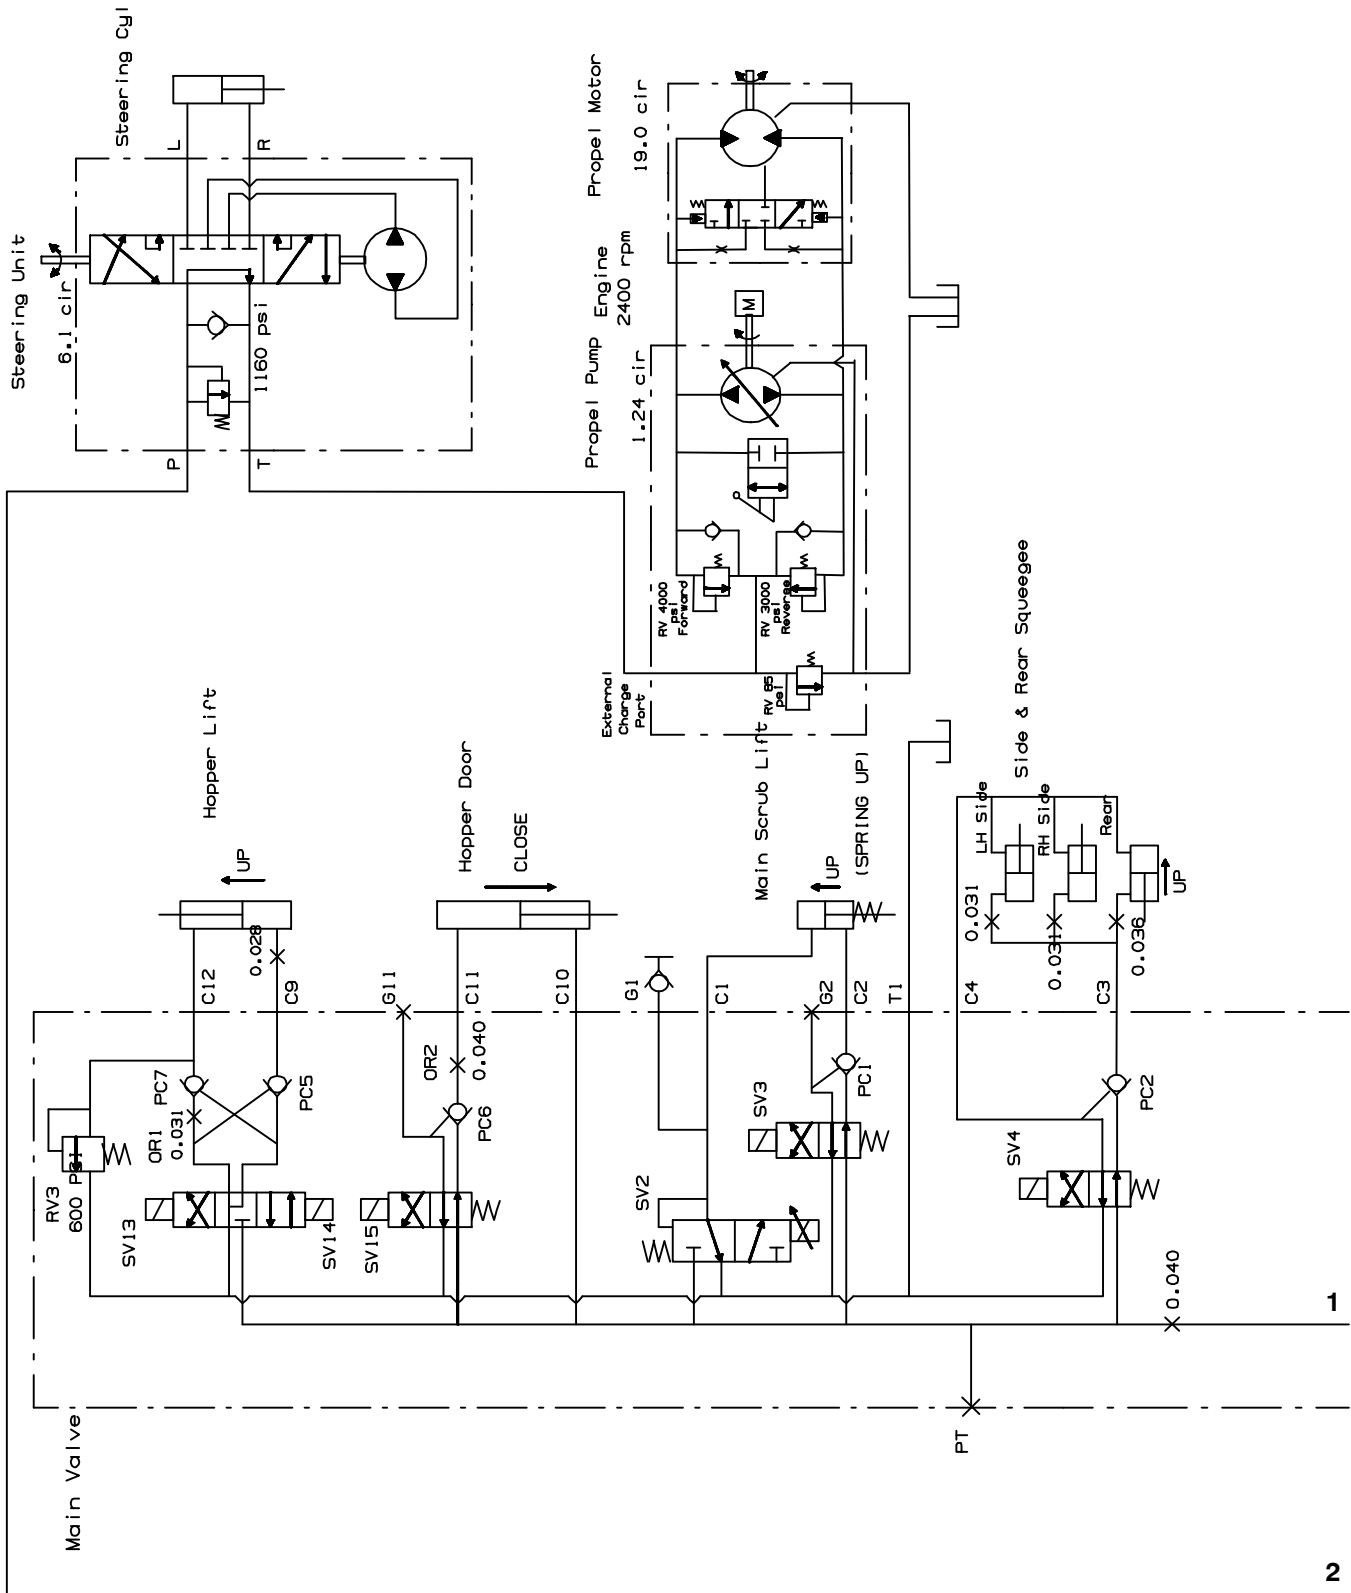 Steering Unit
6.1 cir
Steering Cyl
L
R
1160 psi
P
T
Propel Motor
19.0 cir
Engine
2400 rpm
M
Propel Pump
1.24 cir
RV 4000
psi
Forward
RV 3000
psi
Reverse
RV 85
psi
External
Charge
Port
Hopper Lift
UP
0.028
C12
C9
PC7
PC5
OR1
0.031
RV3
600 PSI
SV13
SV14
Hopper Door
CLOSE
G11
C11
C10
OR2
0.040
PC6
SV15
Main Scrub Lift
UP
(SPRING UP)
G1
C1
G2
C2
T1
SV3
PC1
SV2
Side & Rear Squeegee
LH Side
RH Side
Rear
0.031
0.031
0.036
UP
C4
C3
PC2
SV4
0.040
PT
Main Valve
1
2